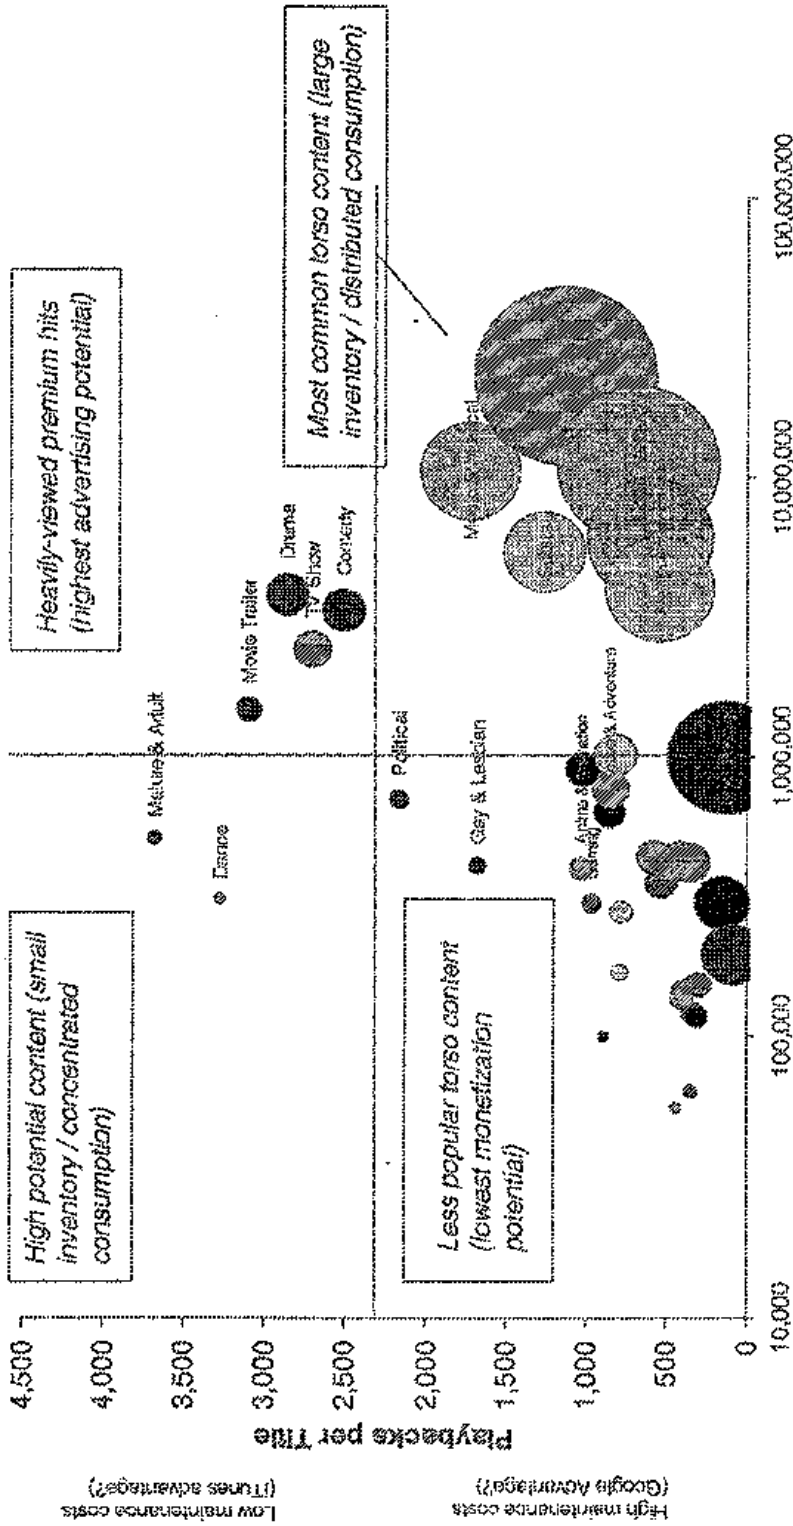 High potential content (small
inventory / concentrated
consumption)
Heavily-viewed premium hits
(highest advertising potential)
Most common torso content (large
inventory / distributed consumption)
Less popular torso content
(lowest monetization
potential)
Mature & Adult
Dance
Movie Trailer
Drama
TV Show
Comedy
Political
Gay & Lesbian
Adventure
4,500
4,000
3,500
3,000
2,500
2,000
1,500
1,000
500
0
Playbacks per Title
Low maintenance costs
(iTunes advantage?)
High maintenance costs
(Google Advantage?)
10,000
100,000
1,000,000
10,000,000
100,000,000